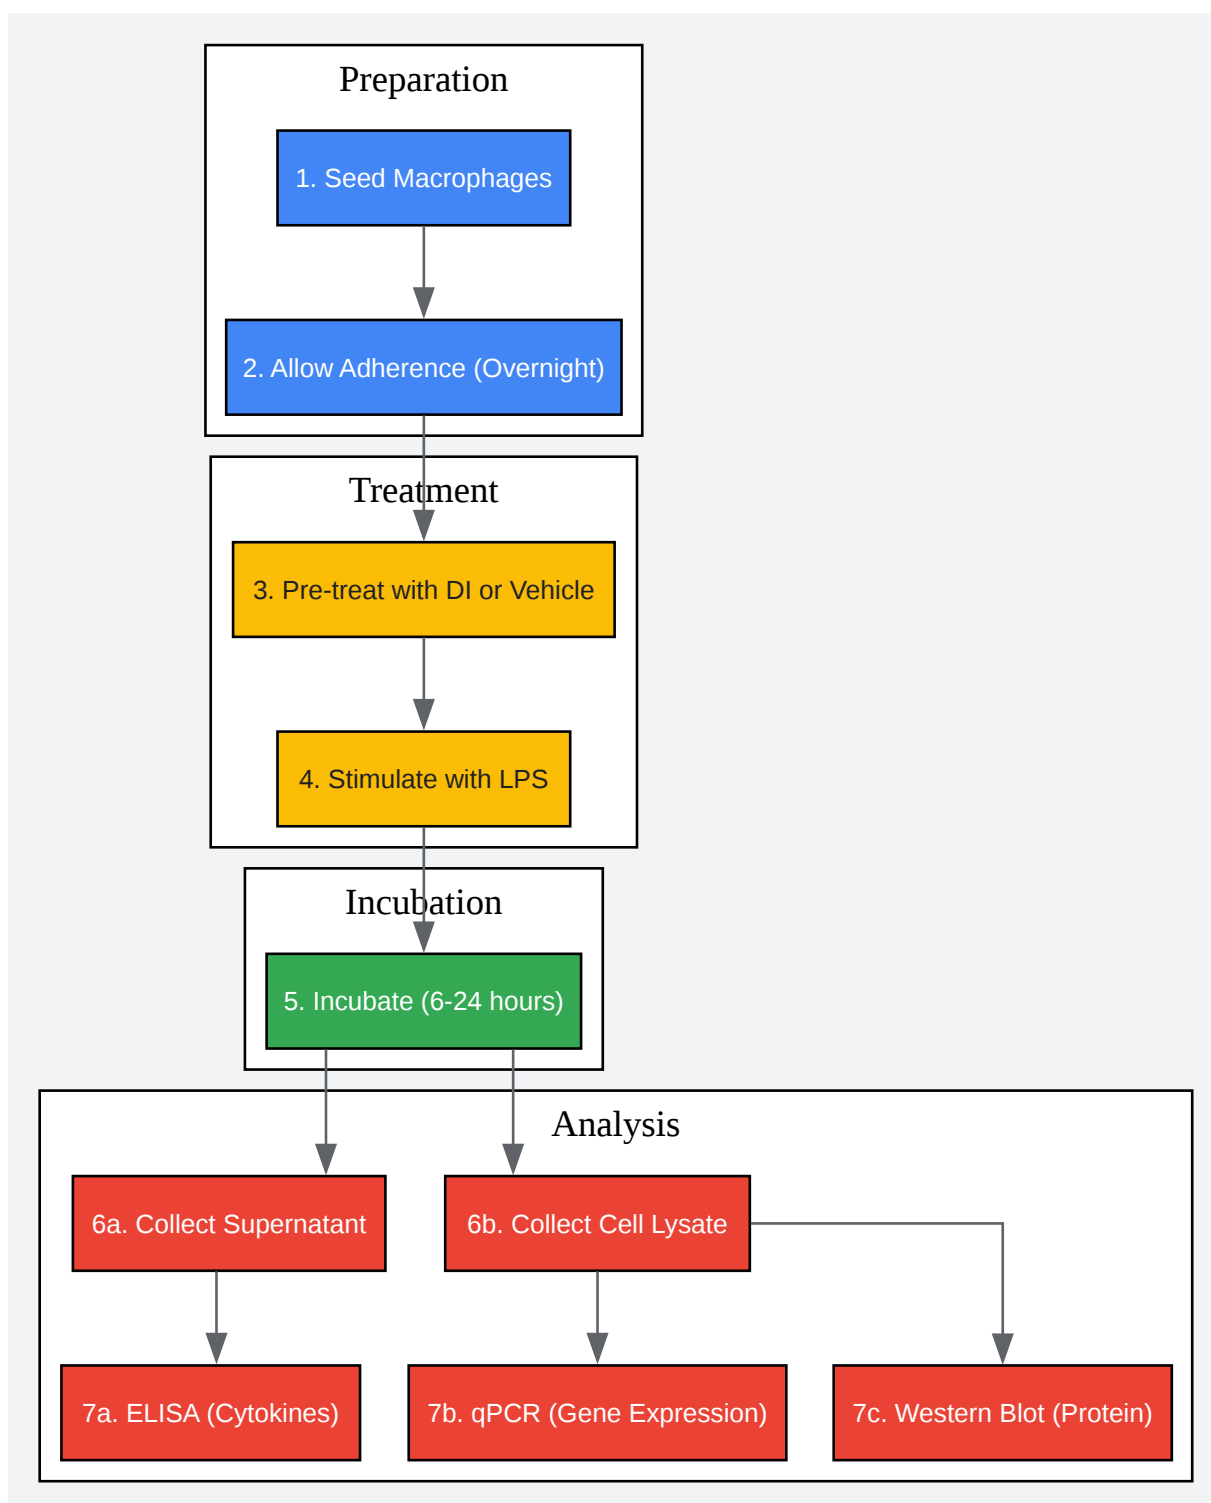 Preparation
1. Seed Macrophages
2. Allow Adherence (Overnight)
Treatment
3. Pre-treat with DI or Vehicle
4. Stimulate with LPS
Incubation
5. Incubate (6-24 hours)
Analysis
6a. Collect Supernatant
6b. Collect Cell Lysate
7a. ELISA (Cytokines)
7b. qPCR (Gene Expression)
7c. Western Blot (Protein)